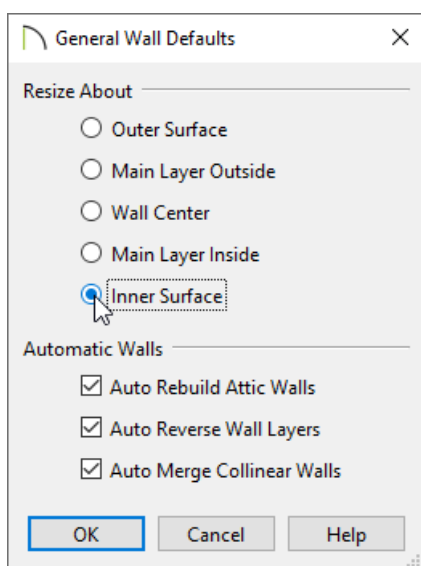 General Wall Defaults
Resize About
Outer Surface
Main Layer Outside
Wall Center
Main Layer Inside
Inner Surface
Automatic Walls
Auto Rebuild Attic Walls
Auto Reverse Wall Layers
Auto Merge Collinear Walls
OK Cancel Help